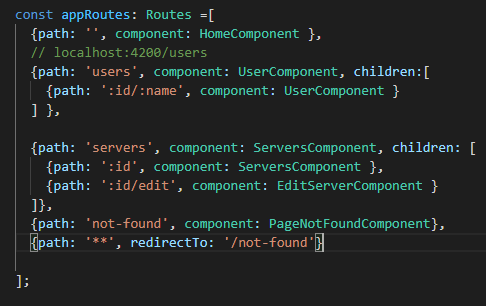 const appRoutes: Routes =[
{path: '', component: HomeComponent },
// localhost:4200/users
{path: 'users', component: UserComponent, children:[
{path: ':id/:name', component: UserComponent }
] },
{path: 'servers', component: ServersComponent, children: [
{path: ':id', component: ServersComponent },
{path: ':id/edit', component: EditServerComponent }
]},
{path: 'not-found', component: PageNotFoundComponent},
{path: '**', redirectTo: '/not-found'}
];